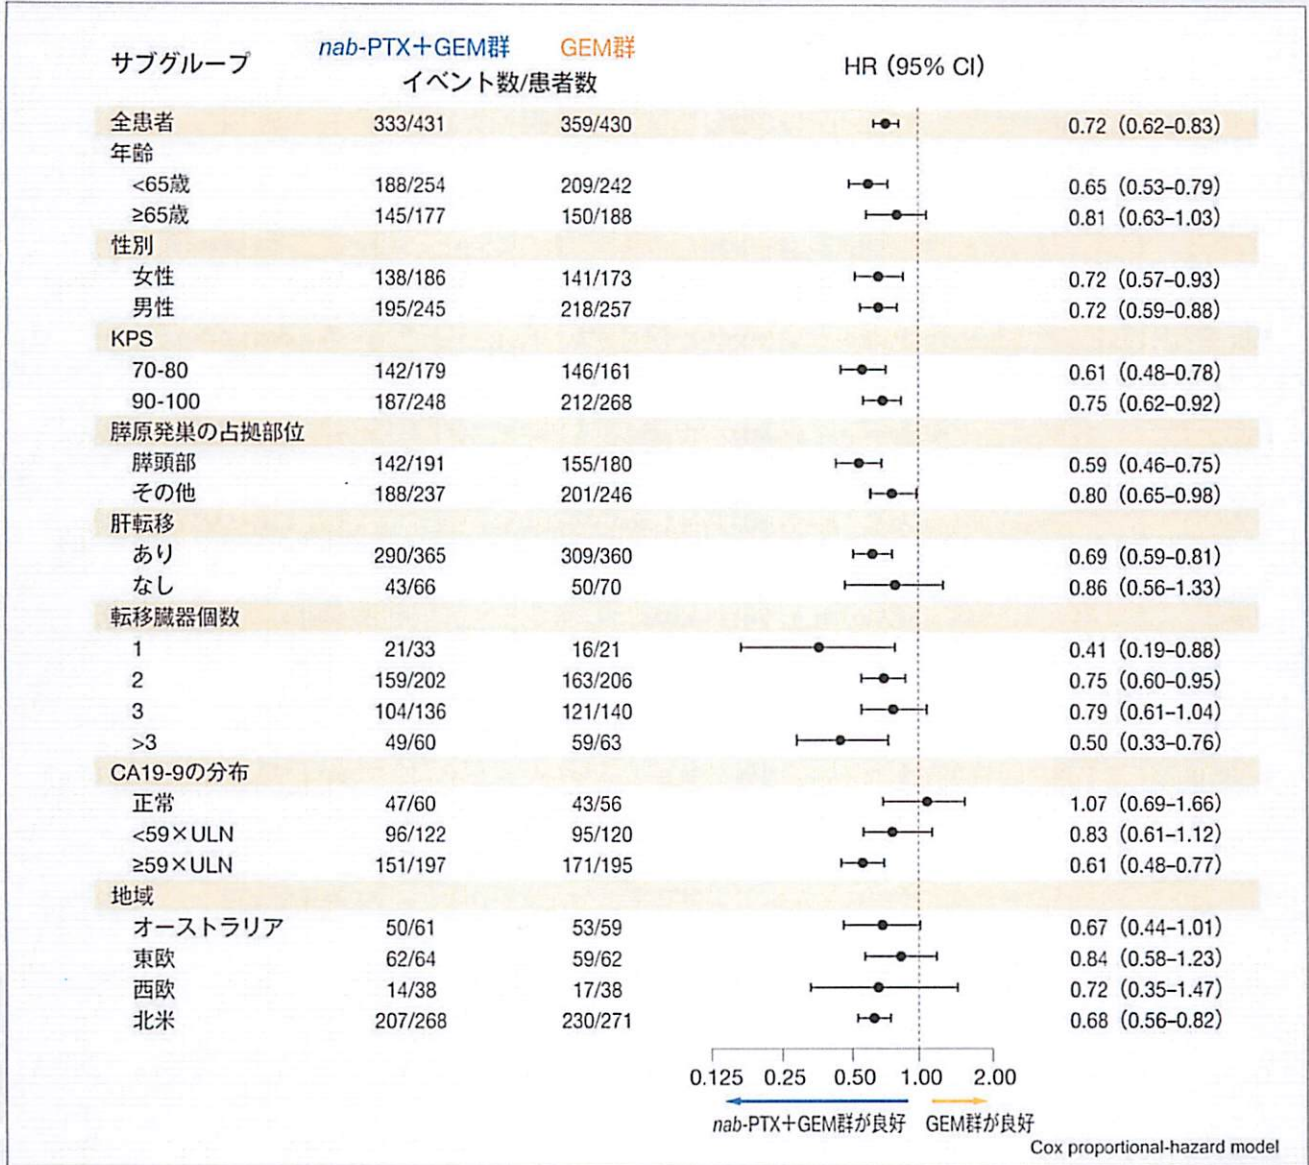 サブグループ nab-PTX+GEM群 GEM群 HR (95% CI)
イベント数/患者数
全患者 333/431 359/430 0.72 (0.62–0.83)
年齢
<65歳 188/254 209/242 0.65 (0.53–0.79)
≥65歳 145/177 150/188 0.81 (0.63–1.03)
性別
女性 138/186 141/173 0.72 (0.57–0.93)
男性 195/245 218/257 0.72 (0.59–0.88)
KPS
70-80 142/179 146/161 0.61 (0.48–0.78)
90-100 187/248 212/268 0.75 (0.62–0.92)
膵原発巣の占拠部位
膵頭部 142/191 155/180 0.59 (0.46–0.75)
その他 188/237 201/246 0.80 (0.65–0.98)
肝転移
あり 290/365 309/360 0.69 (0.59–0.81)
なし 43/66 50/70 0.86 (0.56–1.33)
転移臓器個数
1 21/33 16/21 0.41 (0.19–0.88)
2 159/202 163/206 0.75 (0.60–0.95)
3 104/136 121/140 0.79 (0.61–1.04)
>3 49/60 59/63 0.50 (0.33–0.76)
CA19-9の分布
正常 47/60 43/56 1.07 (0.69–1.66)
<59×ULN 96/122 95/120 0.83 (0.61–1.12)
≥59×ULN 151/197 171/195 0.61 (0.48–0.77)
地域
オーストラリア 50/61 53/59 0.67 (0.44–1.01)
東欧 62/64 59/62 0.84 (0.58–1.23)
西欧 14/38 17/38 0.72 (0.35–1.47)
北米 207/268 230/271 0.68 (0.56–0.82)
0.125 0.25 0.50 1.00 2.00
nab-PTX+GEM群が良好 GEM群が良好
Cox proportional-hazard model